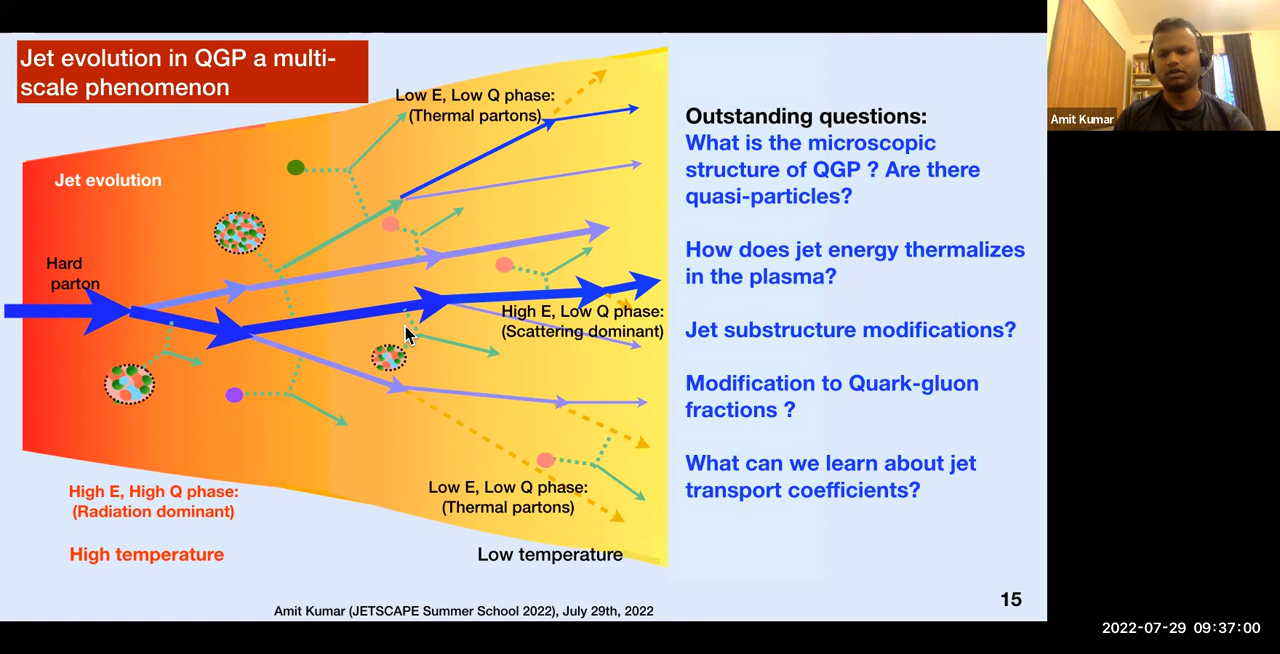 Jet evolution in QGP a multi-
scale phenomenon
Low E, Low Q phase:
(Thermal partons)
Jet evolution
Hard
parton
High E, Low Q phase:
(Scattering dominant)
High E, High Q phase:
(Radiation dominant)
Low E, Low Q phase:
(Thermal partons)
High temperature
Low temperature
Outstanding questions:
What is the microscopic
structure of QGP ? Are there
quasi-particles?
How does jet energy thermalizes
in the plasma?
Jet substructure modifications?
Modification to Quark-gluon
fractions ?
What can we learn about jet
transport coefficients?
Amit Kumar (JETSCAPE Summer School 2022), July 29th, 2022
15
Amit Kumar
2022-07-29 09:37:00